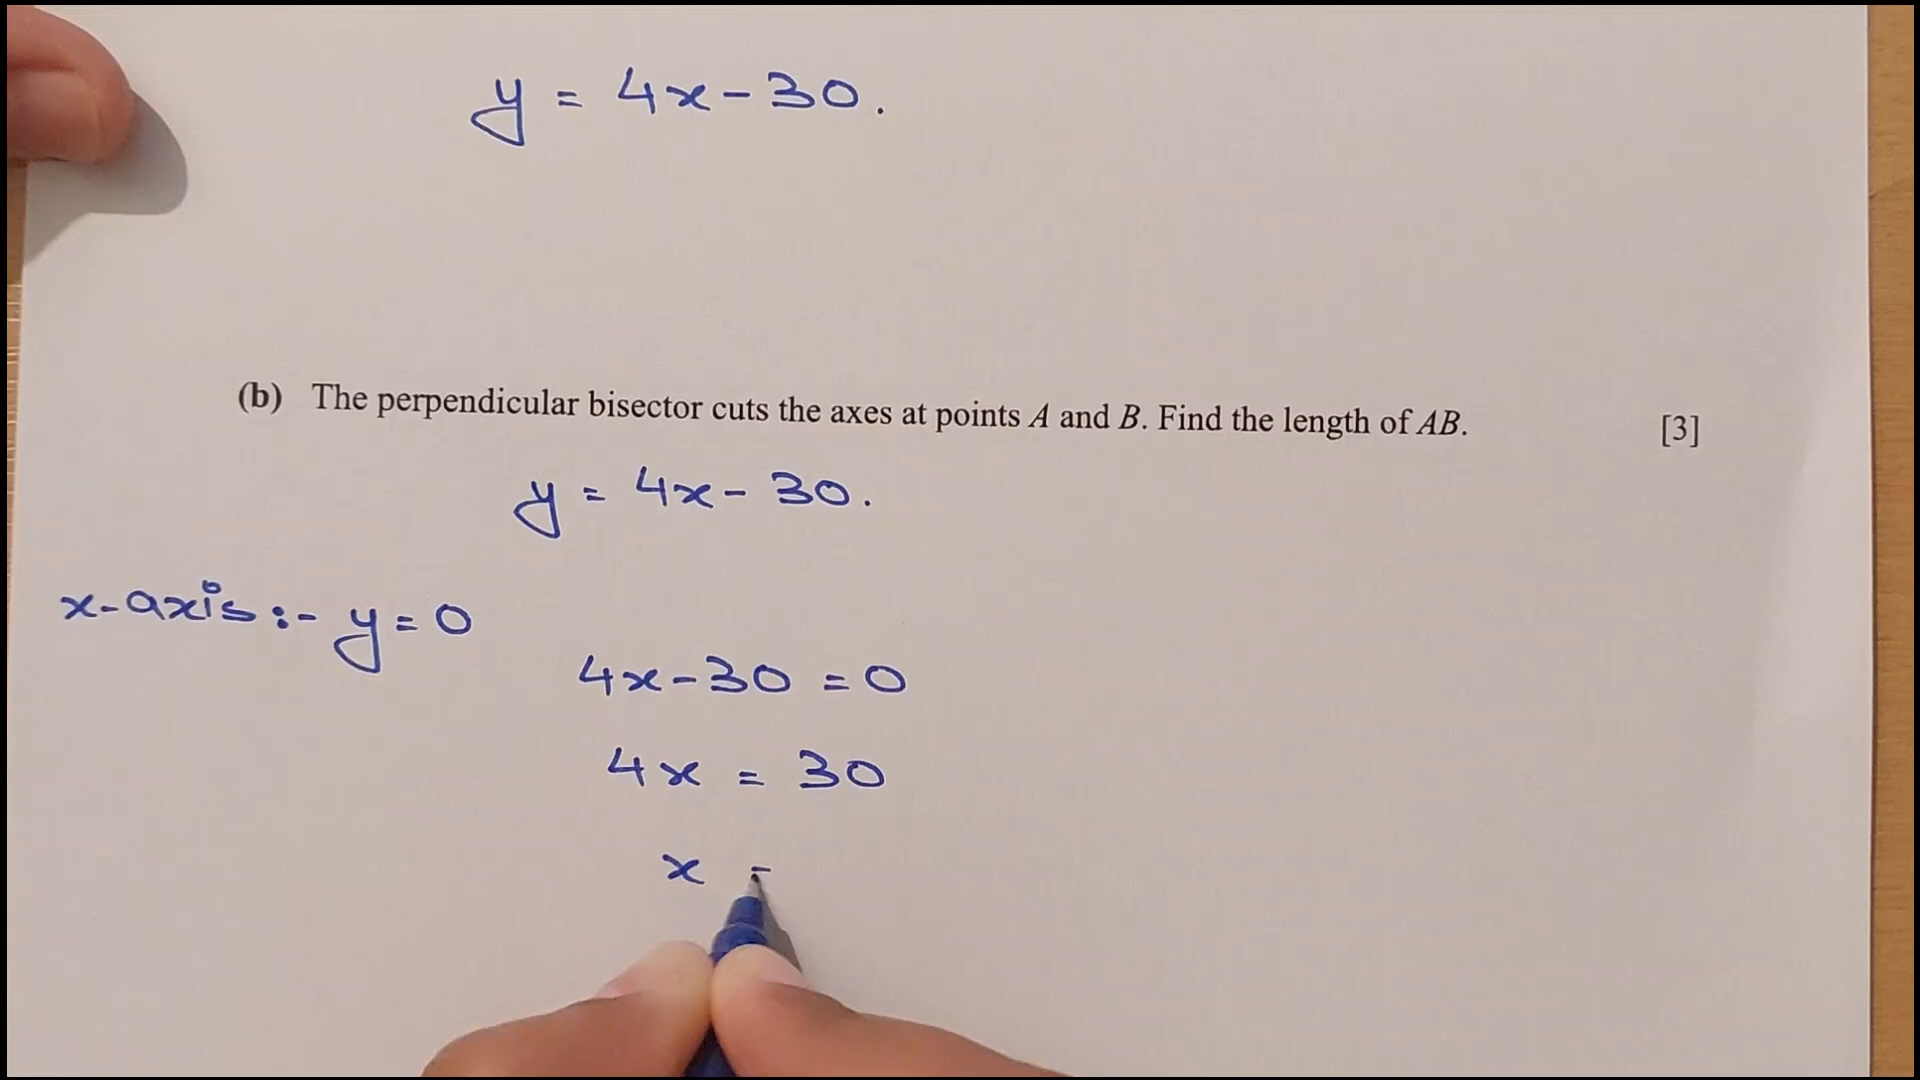 y = 4x - 30.
(b) The perpendicular bisector cuts the axes at points A and B. Find the length of AB. [3]
y = 4x - 30.
x-axis :- y = 0
4x - 30 = 0
4x = 30
x =